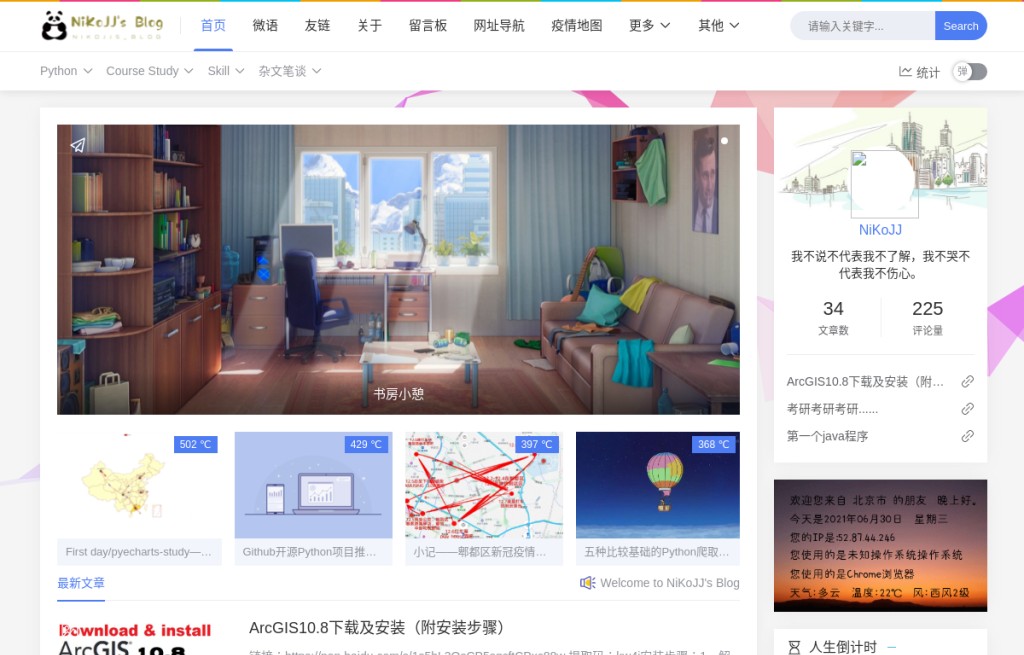 NiKoJJ's Blog
NIKOJJS_BLOG
首页
微语
友链
关于
留言板
网址导航
疫情地图
更多
其他
请输入关键字...
Search
Python
Course Study
Skill
杂文笔谈
统计
弹
书房小憩
NiKoJJ
我不说不代表我不了解，我不哭不
代表我不伤心。
34
225
文章数
评论量
ArcGIS10.8下载及安装（附...
考研考研考研......
第一个java程序
502 ℃
429 ℃
397 ℃
368 ℃
First day/pyecharts-study—...
Github开源Python项目推...
小记——郫都区新冠疫情...
五种比较基础的Python爬取...
欢迎您来自 北京市 的朋友 晚上好。
今天是2021年06月30日 星期三
您的IP是:52.87.44.246
您使用的是未知操作系统操作系统
您使用的是Chrome浏览器
天气:多云 温度:22℃ 风:西风2级
最新文章
Welcome to NiKoJJ's Blog
Download & install
ArcGIS 10.8
ArcGIS10.8下载及安装（附安装步骤）
人生倒计时